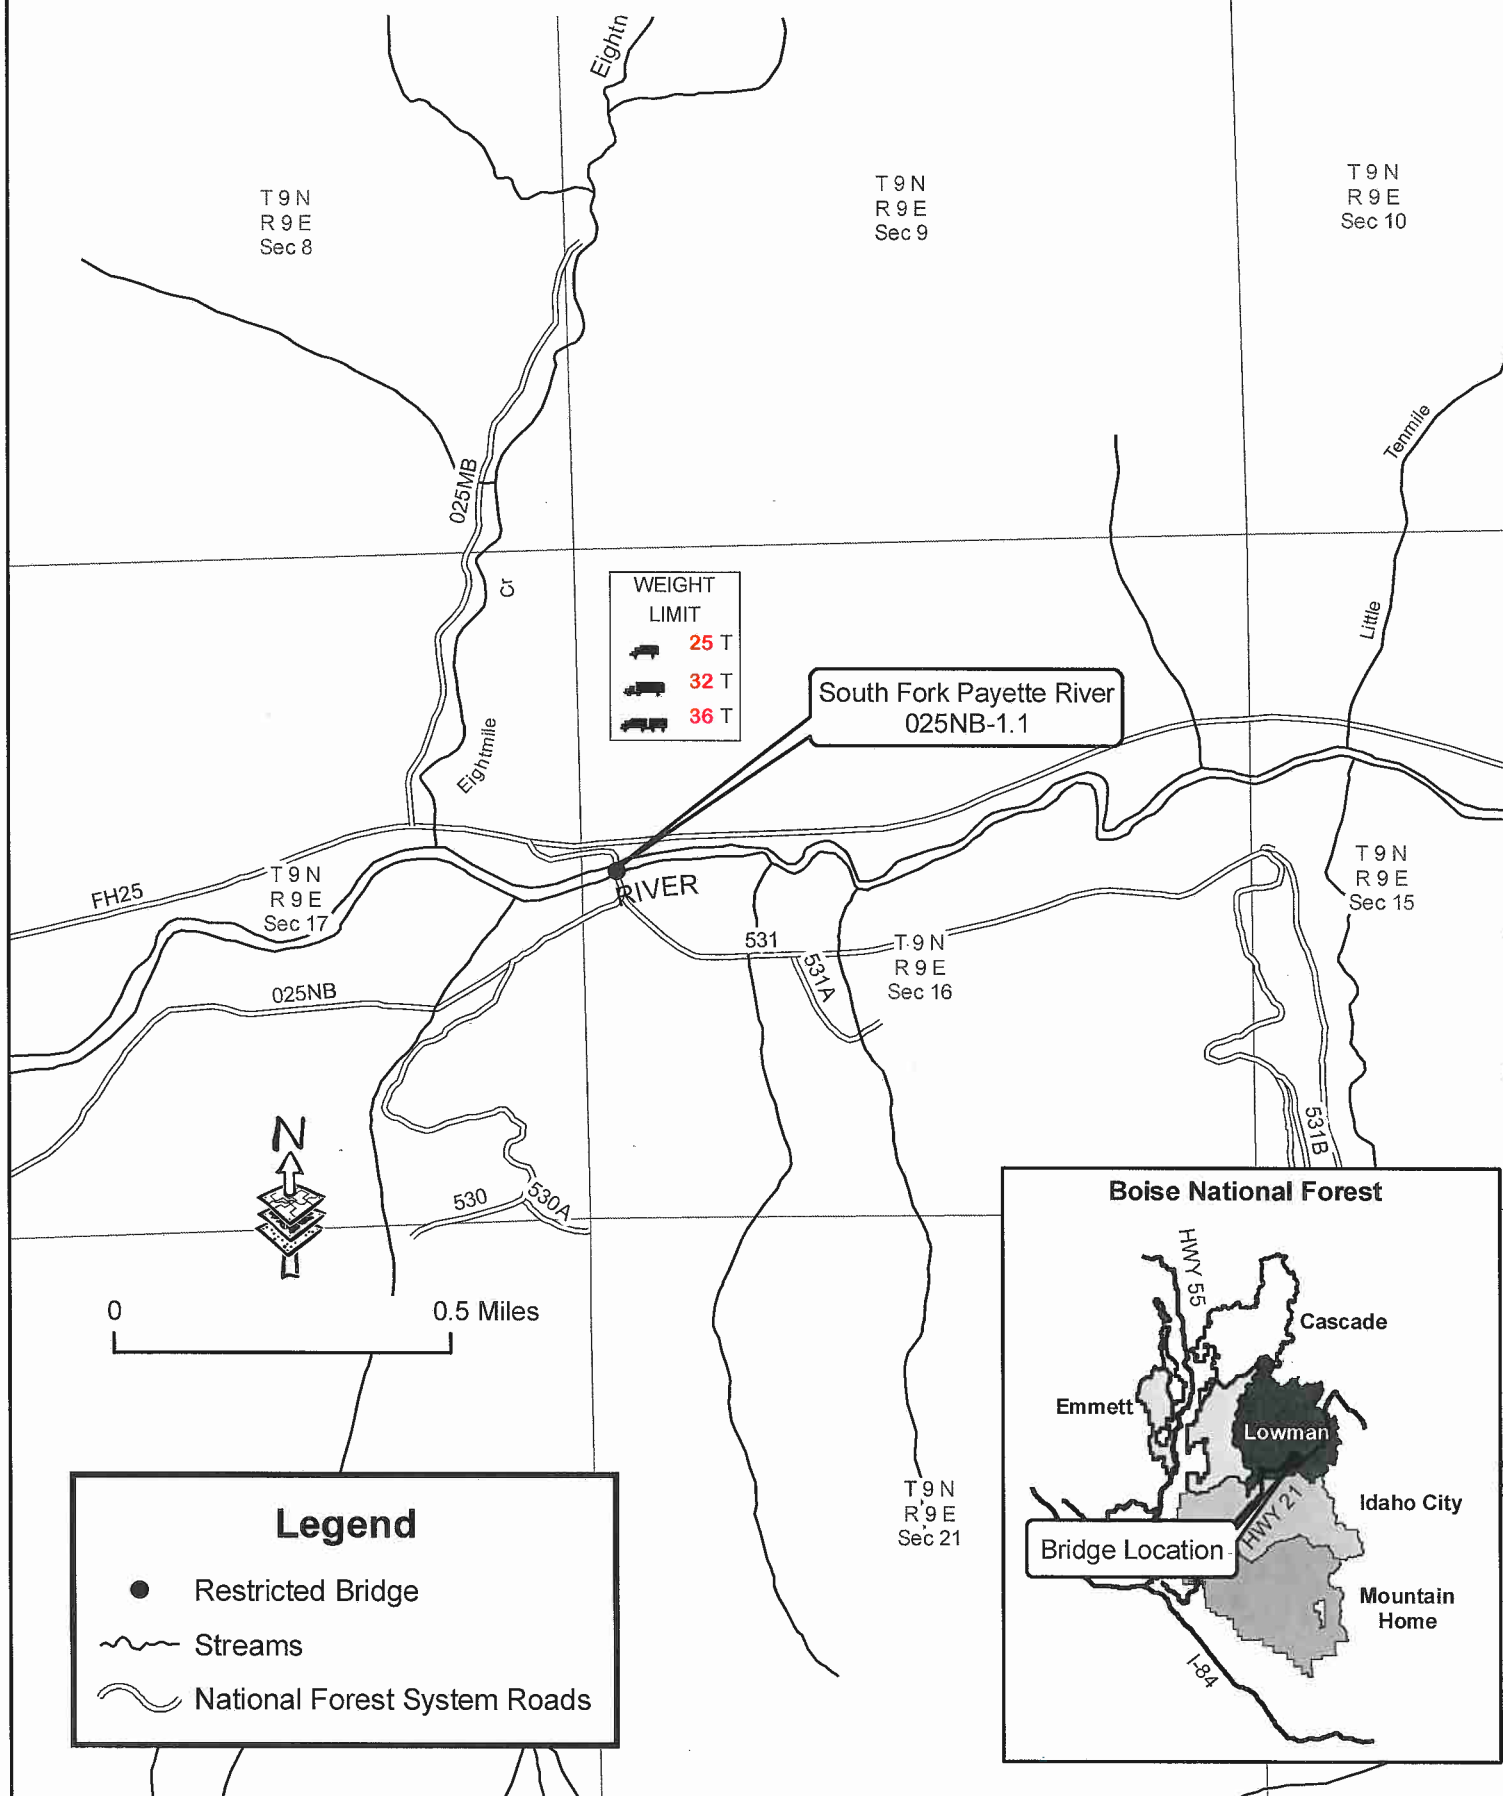 Eightn
T 9 N
R 9 E
Sec 8
T 9 N
R 9 E
Sec 9
T 9 N
R 9 E
Sec 10
Tenmile
025MB
Cr
WEIGHT
LIMIT
25 T
32 T
36 T
Little
South Fork Payette River
025NB-1.1
Eightmile
FH25
T 9 N
R 9 E
Sec 17
RIVER
T 9 N
R 9 E
Sec 15
531
531A
T 9 N
R 9 E
Sec 16
025NB
N
531B
530
530A
0 0.5 Miles
Boise National Forest
HWY 55
Cascade
Emmett
Lowman
Idaho City
HWY 21
Bridge Location
Mountain
Home
I-84
T 9 N
R 9 E
Sec 21
Legend
Restricted Bridge
Streams
National Forest System Roads